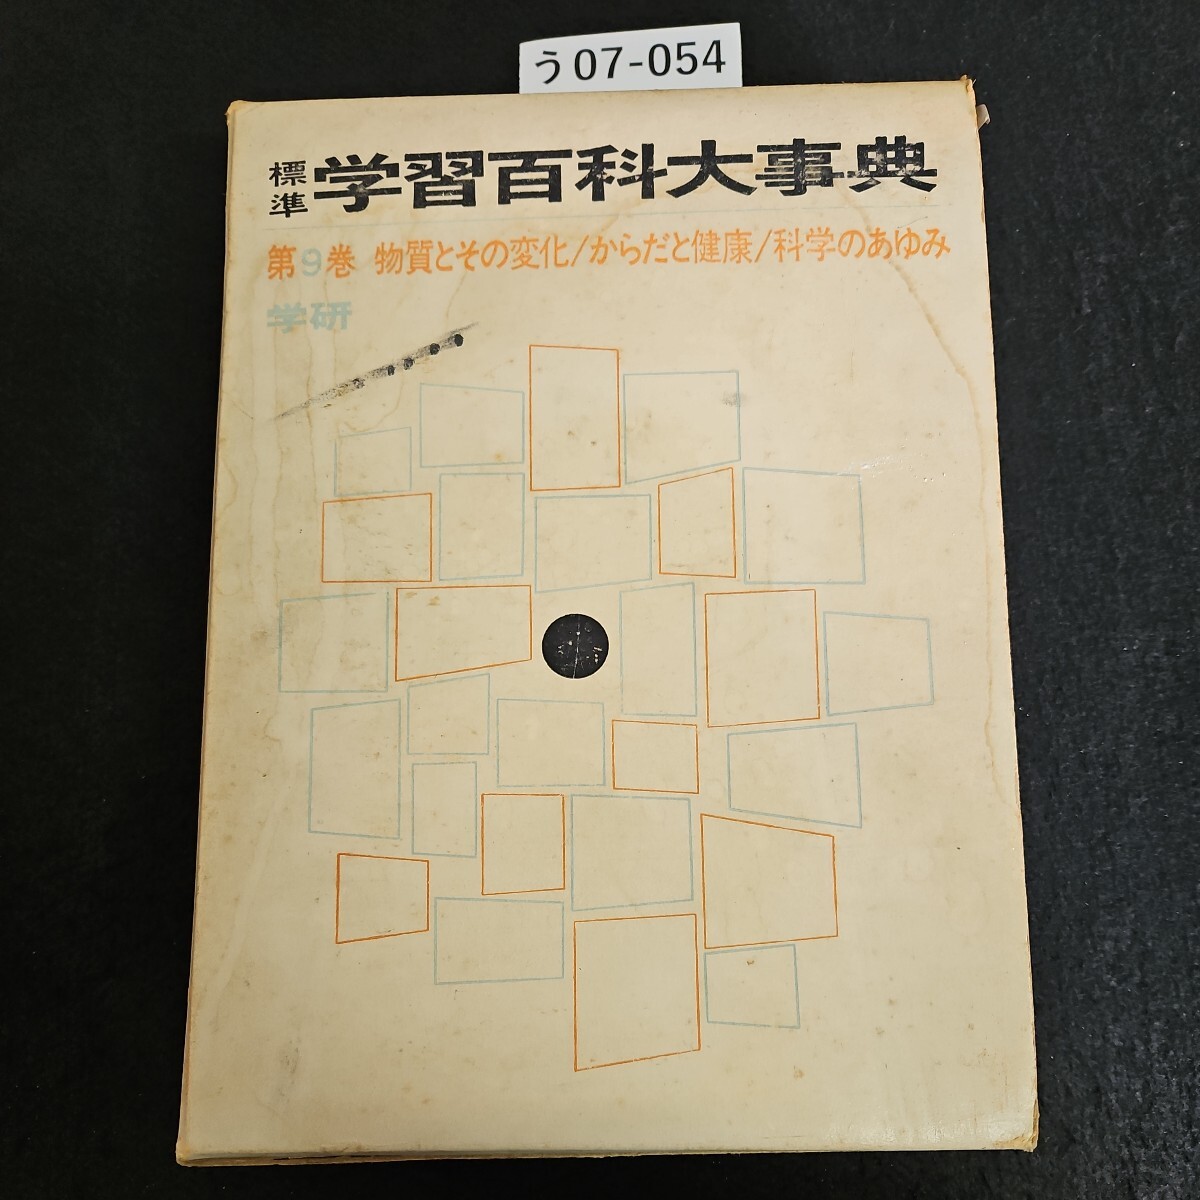 う07-054
標準 学習百科大事典
第9巻 物質とその変化/からだと健康/科学のあゆみ
学研